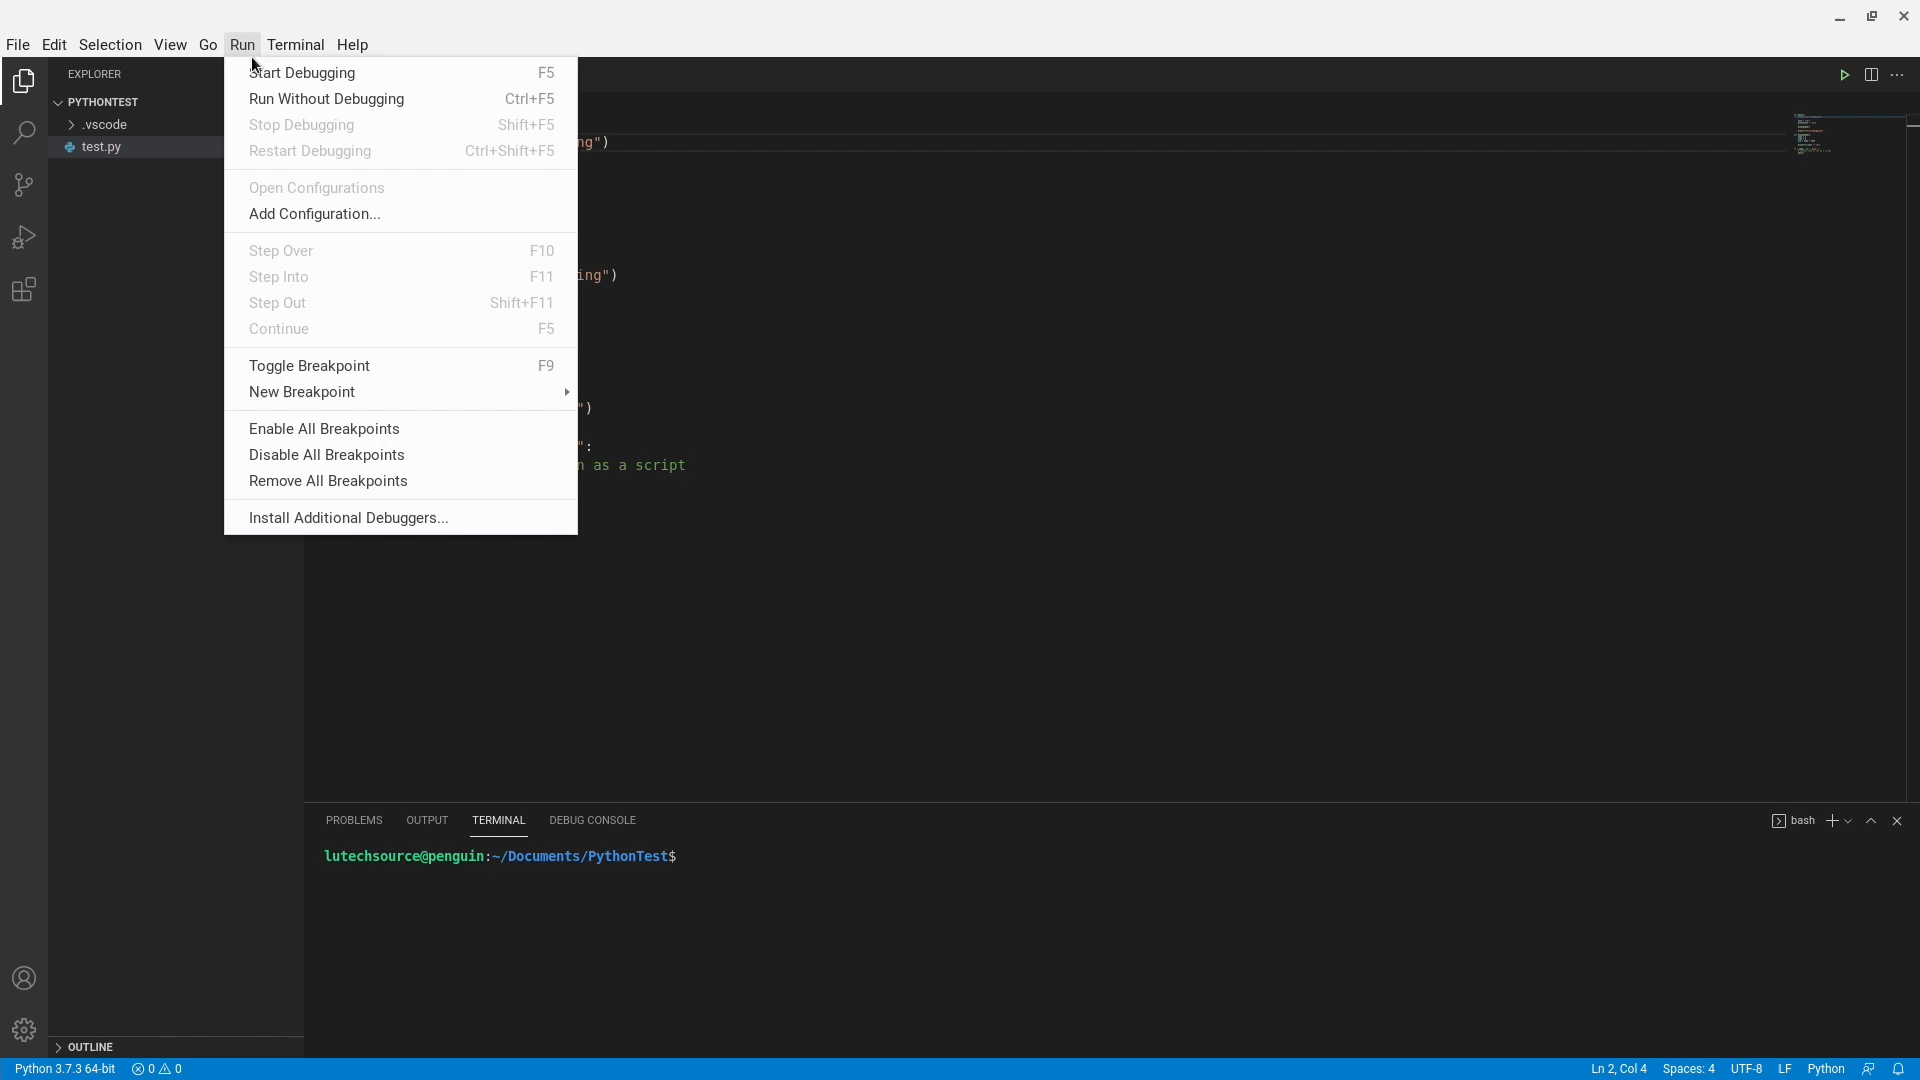 File Edit Selection View Go Run Terminal Help
EXPLORER
PYTHONTEST
.vscode
test.py
Start Debugging F5
Run Without Debugging Ctrl+F5
Stop Debugging Shift+F5
Restart Debugging Ctrl+Shift+F5
Open Configurations
Add Configuration...
Step Over F10
Step Into F11
Step Out Shift+F11
Continue F5
Toggle Breakpoint F9
New Breakpoint
Enable All Breakpoints
Disable All Breakpoints
Remove All Breakpoints
Install Additional Debuggers...
ng")
ing")
")
":
n as a script
PROBLEMS OUTPUT TERMINAL DEBUG CONSOLE
bash
lutechsource@penguin:~/Documents/PythonTest$
OUTLINE
Python 3.7.3 64-bit 0 0 Ln 2, Col 4 Spaces: 4 UTF-8 LF Python